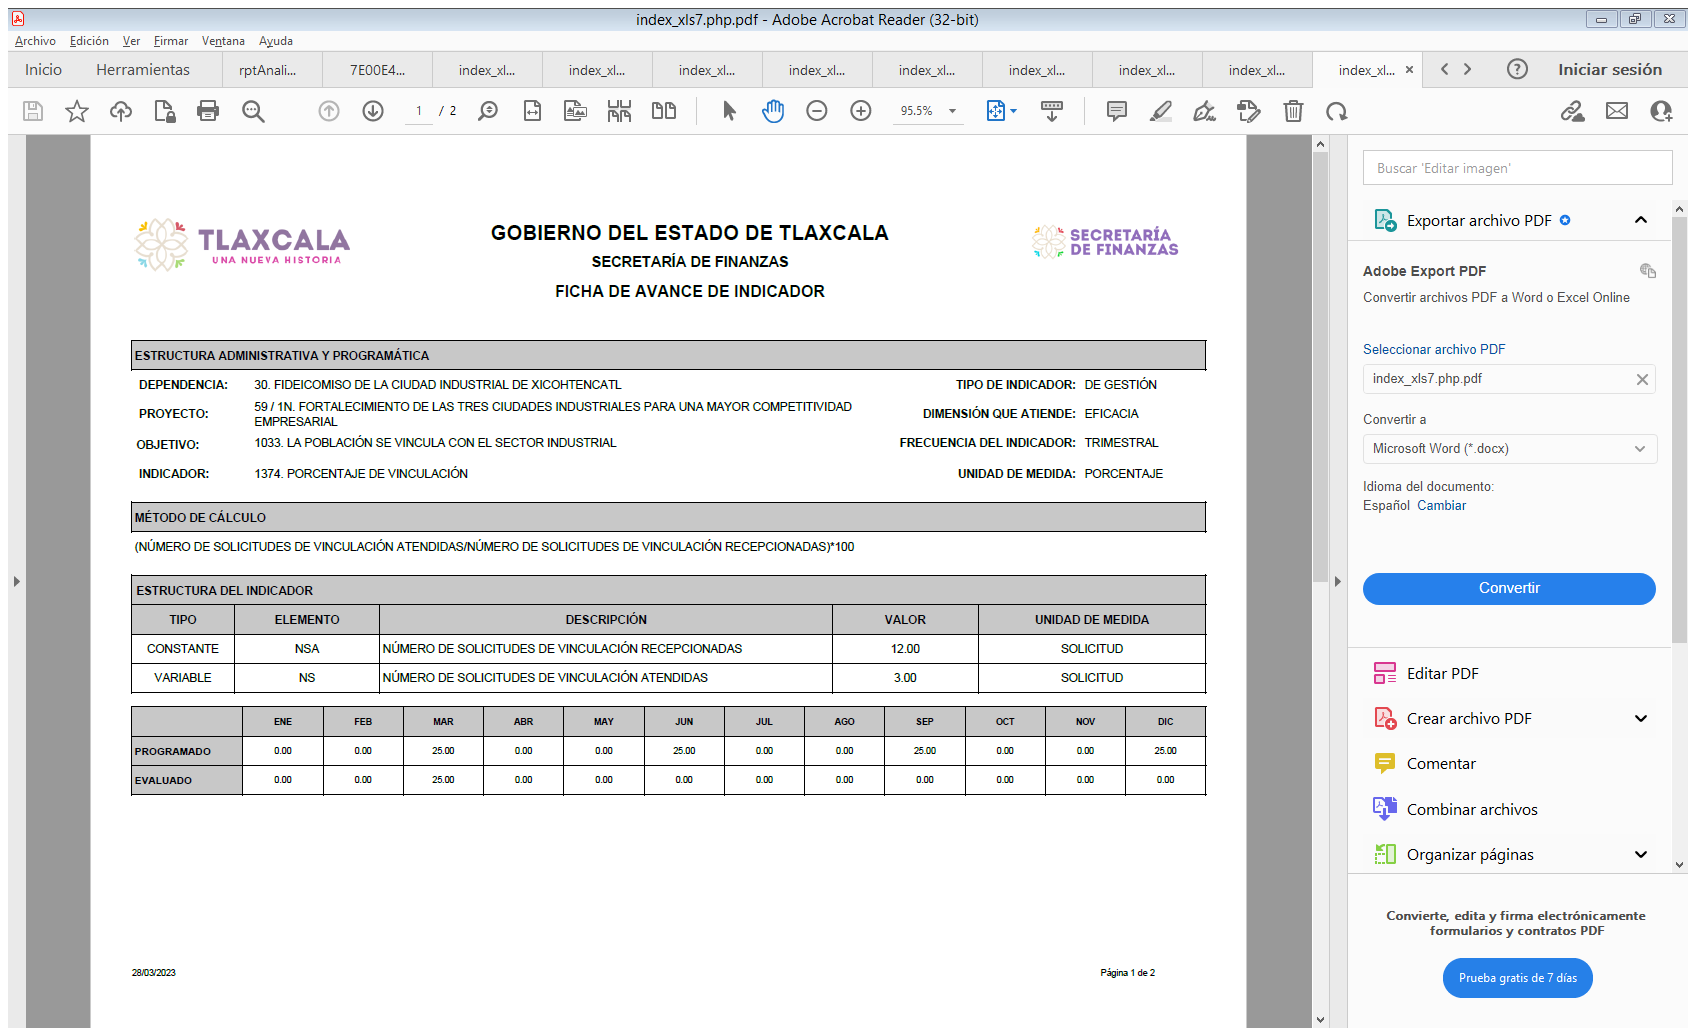 index_xls7.php.pdf - Adobe Acrobat Reader (32-bit)
Archivo Edición Ver Firmar Ventana Ayuda
Inicio Herramientas rptAnali... 7E00E4... index_xl... index_xl... index_xl... index_xl... index_xl... index_xl... index_xl... index_xl... index_xl... Iniciar sesión
1 / 2 95.5%
TLAXCALA
UNA NUEVA HISTORIA
GOBIERNO DEL ESTADO DE TLAXCALA
SECRETARÍA DE FINANZAS
FICHA DE AVANCE DE INDICADOR
SECRETARÍA
DE FINANZAS
ESTRUCTURA ADMINISTRATIVA Y PROGRAMÁTICA
DEPENDENCIA: 30. FIDEICOMISO DE LA CIUDAD INDUSTRIAL DE XICOHTENCATL TIPO DE INDICADOR: DE GESTIÓN
PROYECTO: 59 / 1N. FORTALECIMIENTO DE LAS TRES CIUDADES INDUSTRIALES PARA UNA MAYOR COMPETITIVIDAD
EMPRESARIAL DIMENSIÓN QUE ATIENDE: EFICACIA
OBJETIVO: 1033. LA POBLACIÓN SE VINCULA CON EL SECTOR INDUSTRIAL FRECUENCIA DEL INDICADOR: TRIMESTRAL
INDICADOR: 1374. PORCENTAJE DE VINCULACIÓN UNIDAD DE MEDIDA: PORCENTAJE
MÉTODO DE CÁLCULO
(NÚMERO DE SOLICITUDES DE VINCULACIÓN ATENDIDAS/NÚMERO DE SOLICITUDES DE VINCULACIÓN RECEPCIONADAS)*100
ESTRUCTURA DEL INDICADOR
TIPO ELEMENTO DESCRIPCIÓN VALOR UNIDAD DE MEDIDA
CONSTANTE NSA NÚMERO DE SOLICITUDES DE VINCULACIÓN RECEPCIONADAS 12.00 SOLICITUD
VARIABLE NS NÚMERO DE SOLICITUDES DE VINCULACIÓN ATENDIDAS 3.00 SOLICITUD
ENE FEB MAR ABR MAY JUN JUL AGO SEP OCT NOV DIC
PROGRAMADO 0.00 0.00 25.00 0.00 0.00 25.00 0.00 0.00 25.00 0.00 0.00 25.00
EVALUADO 0.00 0.00 25.00 0.00 0.00 0.00 0.00 0.00 0.00 0.00 0.00 0.00
28/03/2023 Página 1 de 2
Buscar 'Editar imagen'
Exportar archivo PDF
Adobe Export PDF
Convertir archivos PDF a Word o Excel Online
Seleccionar archivo PDF
index_xls7.php.pdf
Convertir a
Microsoft Word (*.docx)
Idioma del documento:
Español Cambiar
Convertir
Editar PDF
Crear archivo PDF
Comentar
Combinar archivos
Organizar páginas
Convierte, edita y firma electrónicamente
formularios y contratos PDF
Prueba gratis de 7 días